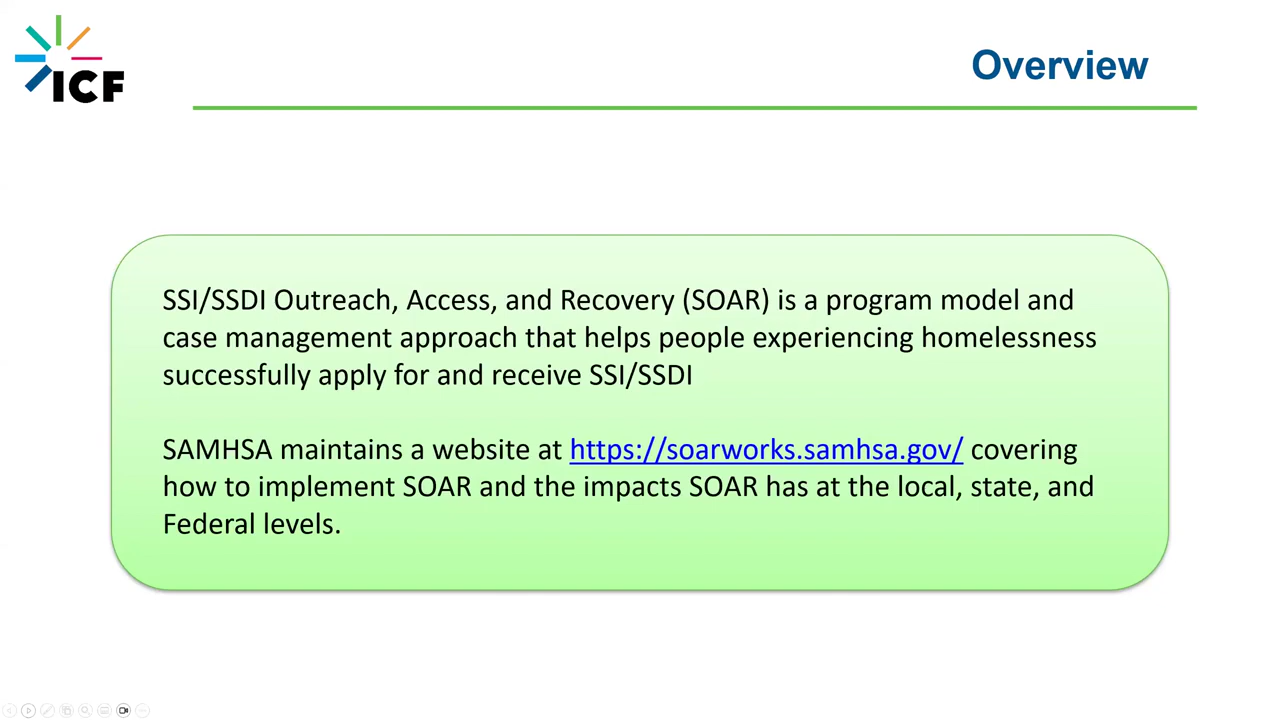 ICF
Overview
SSI/SSDI Outreach, Access, and Recovery (SOAR) is a program model and
case management approach that helps people experiencing homelessness
successfully apply for and receive SSI/SSDI
SAMHSA maintains a website at https://soarworks.samhsa.gov/ covering
how to implement SOAR and the impacts SOAR has at the local, state, and
Federal levels.